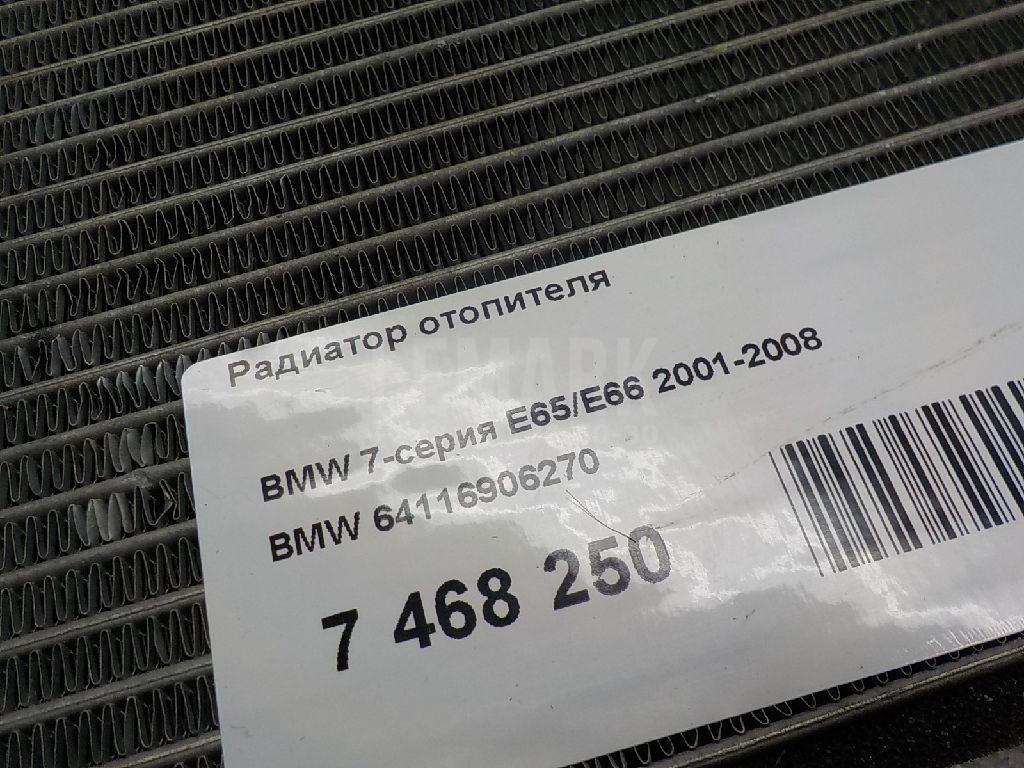 Радиатор отопителя
BMW 7-серия E65/E66 2001-2008
BMW 64116906270
7 468 250